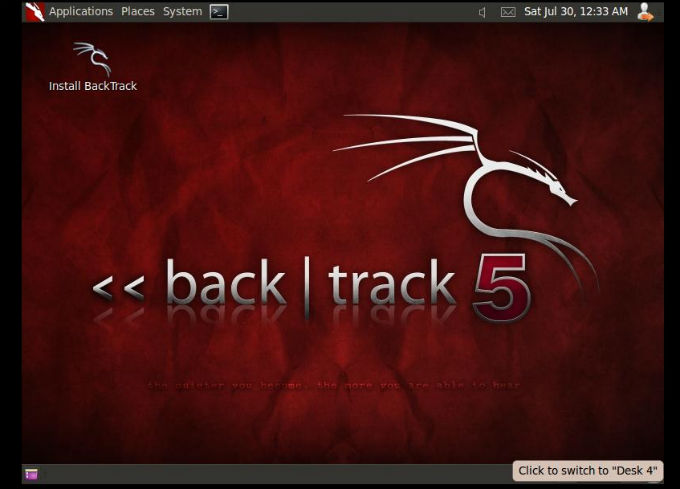 Applications Places System Sat Jul 30, 12:33 AM
Install BackTrack
<< back | track 5
the quieter you become, the more you are able to hear
Click to switch to "Desk 4"